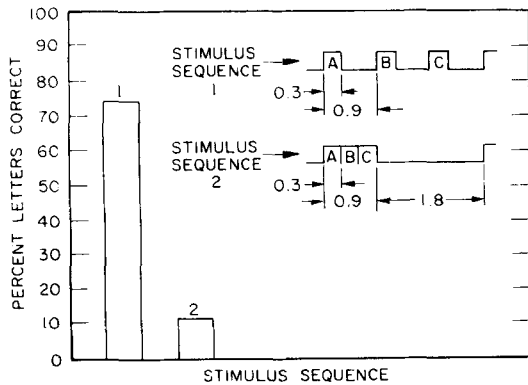 PERCENT LETTERS CORRECT
100
90
80
70
60
50
40
30
20
10
0
1
2
STIMULUS
SEQUENCE
1
A B C
0.3
0.9
STIMULUS
SEQUENCE
2
A B C
0.3
0.9 1.8
STIMULUS SEQUENCE